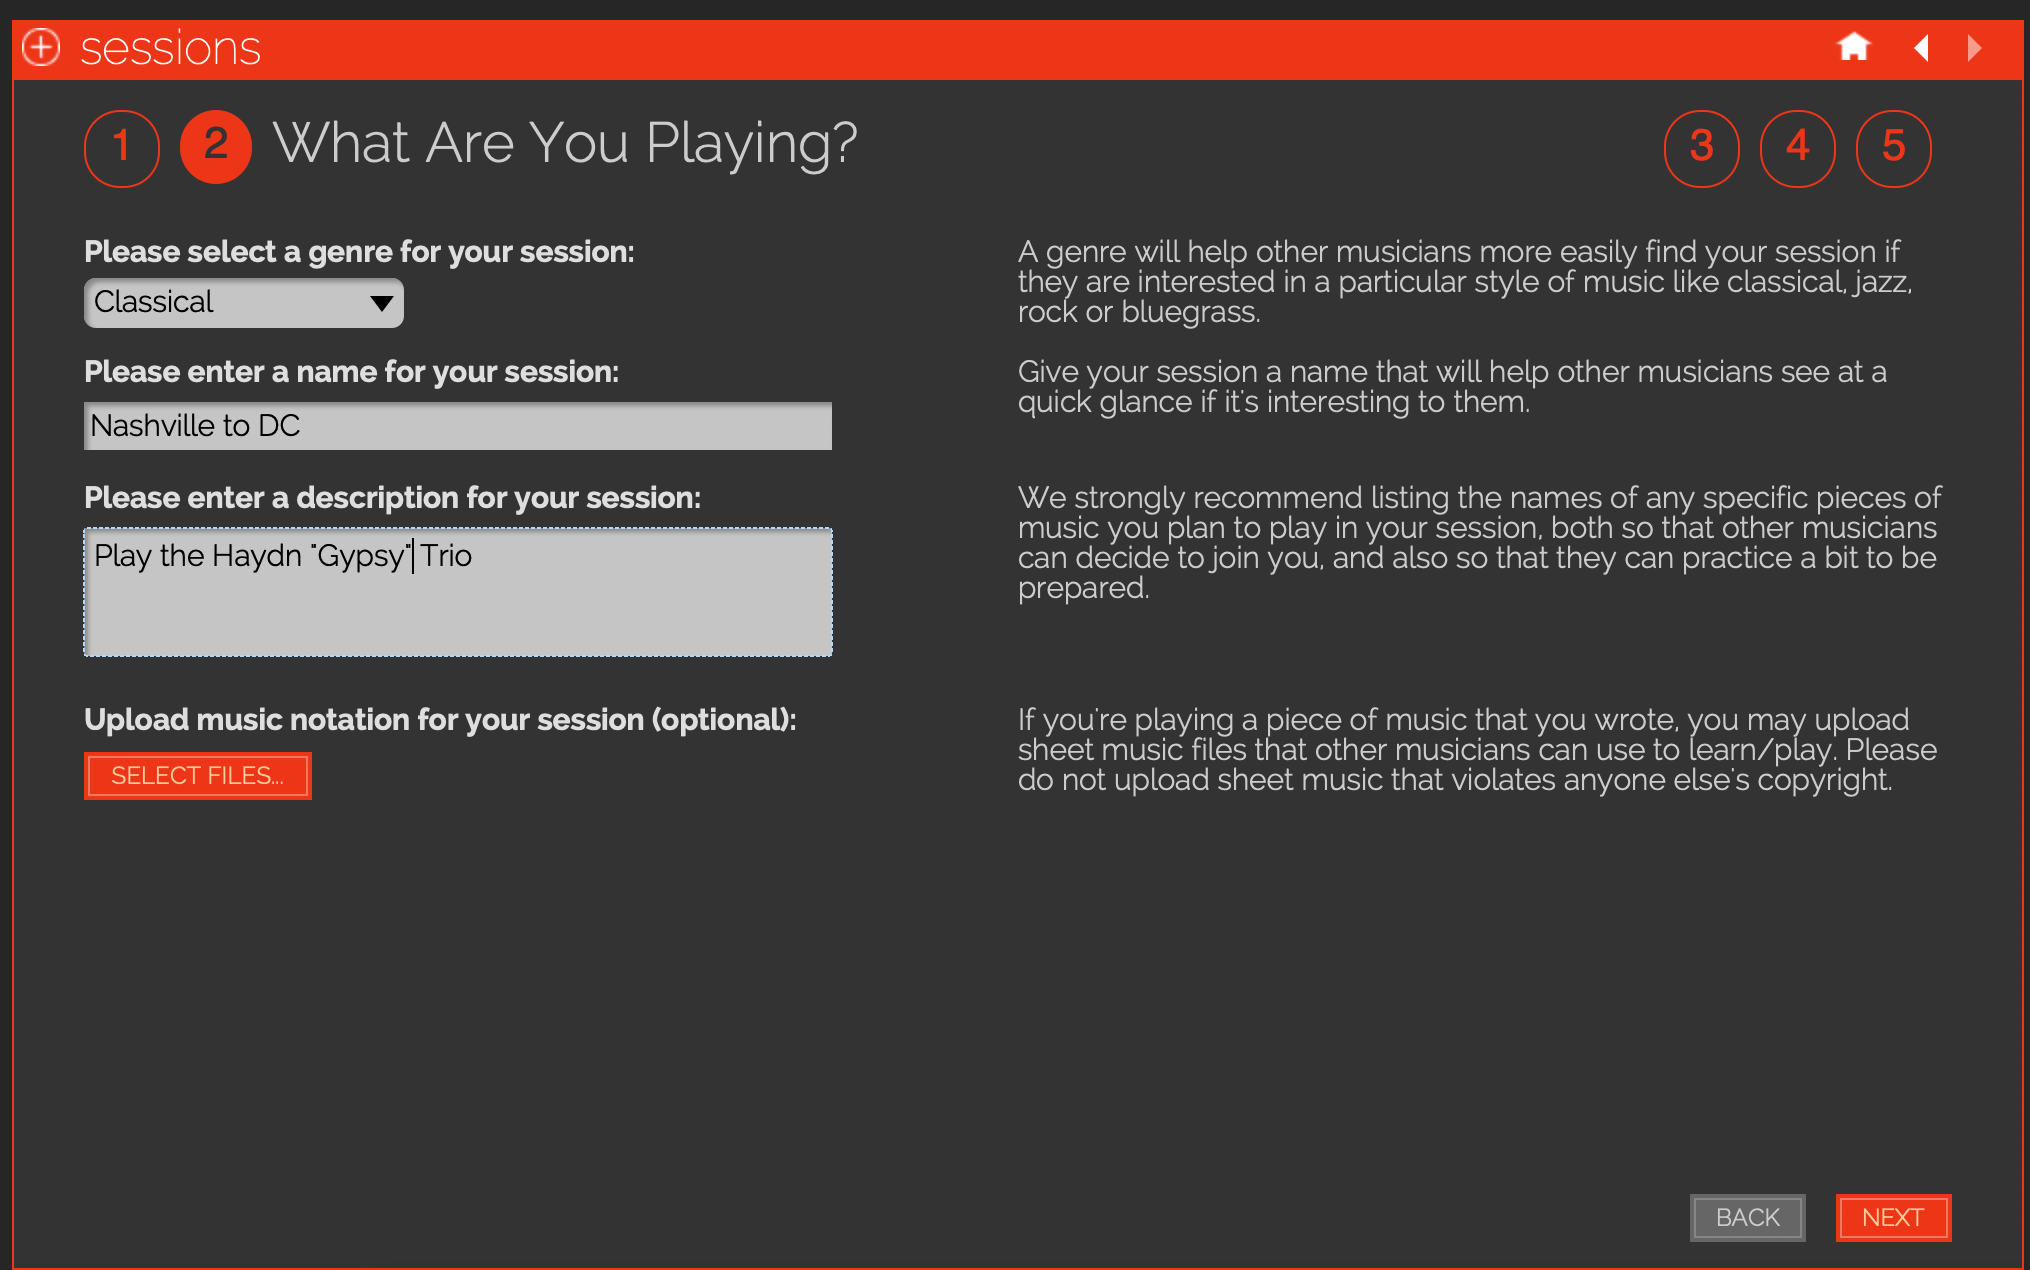 sessions
1 2 What Are You Playing? 3 4 5
Please select a genre for your session:
Classical
A genre will help other musicians more easily find your session if
they are interested in a particular style of music like classical, jazz,
rock or bluegrass.
Please enter a name for your session:
Nashville to DC
Give your session a name that will help other musicians see at a
quick glance if it's interesting to them.
Please enter a description for your session:
Play the Haydn "Gypsy" Trio
We strongly recommend listing the names of any specific pieces of
music you plan to play in your session, both so that other musicians
can decide to join you, and also so that they can practice a bit to be
prepared.
Upload music notation for your session (optional):
SELECT FILES...
If you're playing a piece of music that you wrote, you may upload
sheet music files that other musicians can use to learn/play. Please
do not upload sheet music that violates anyone else's copyright.
BACK NEXT